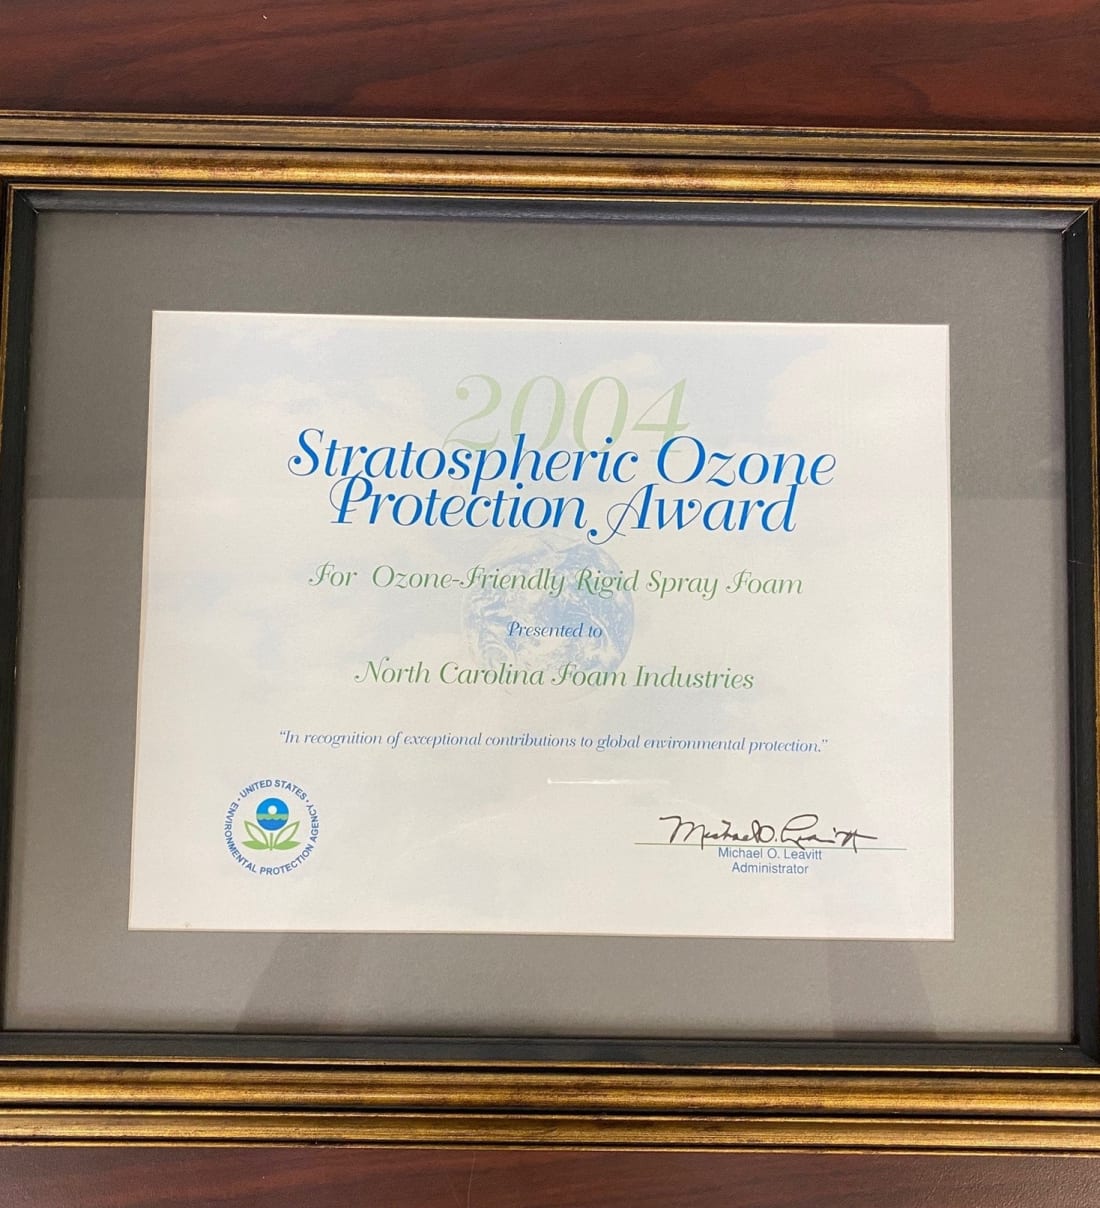 2004
Stratospheric Ozone
Protection Award
For Ozone-Friendly Rigid Spray Foam
Presented to
North Carolina Foam Industries
“In recognition of exceptional contributions to global environmental protection.”
UNITED STATES
ENVIRONMENTAL PROTECTION AGENCY
Michael O. Leavitt
Michael O. Leavitt
Administrator